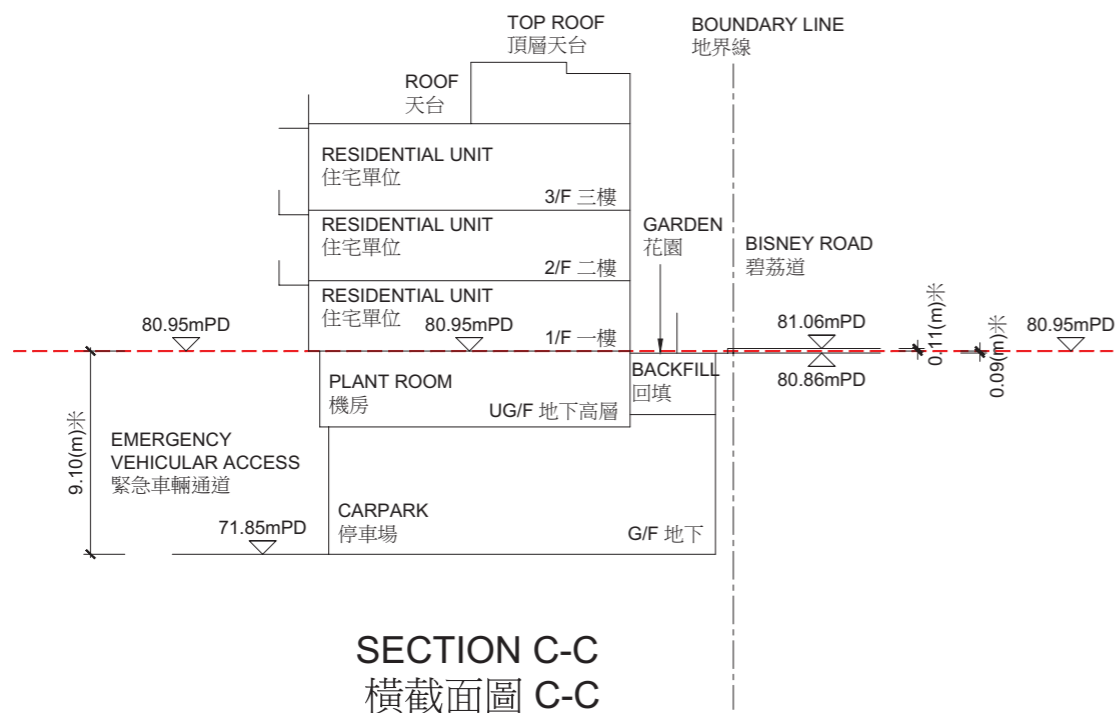 TOP ROOF
頂層天台
BOUNDARY LINE
地界線
ROOF
天台
RESIDENTIAL UNIT
住宅單位
3/F 三樓
RESIDENTIAL UNIT
住宅單位
2/F 二樓
GARDEN
花園
BISNEY ROAD
碧荔道
RESIDENTIAL UNIT
住宅單位
1/F 一樓
80.95mPD
80.95mPD
81.06mPD
80.86mPD
0.11(m)米
0.09(m)米
80.95mPD
PLANT ROOM
機房
UG/F 地下高層
BACKFILL
回填
9.10(m)米
EMERGENCY
VEHICULAR ACCESS
緊急車輛通道
71.85mPD
CARPARK
停車場
G/F 地下
SECTION C-C
橫截面圖 C-C